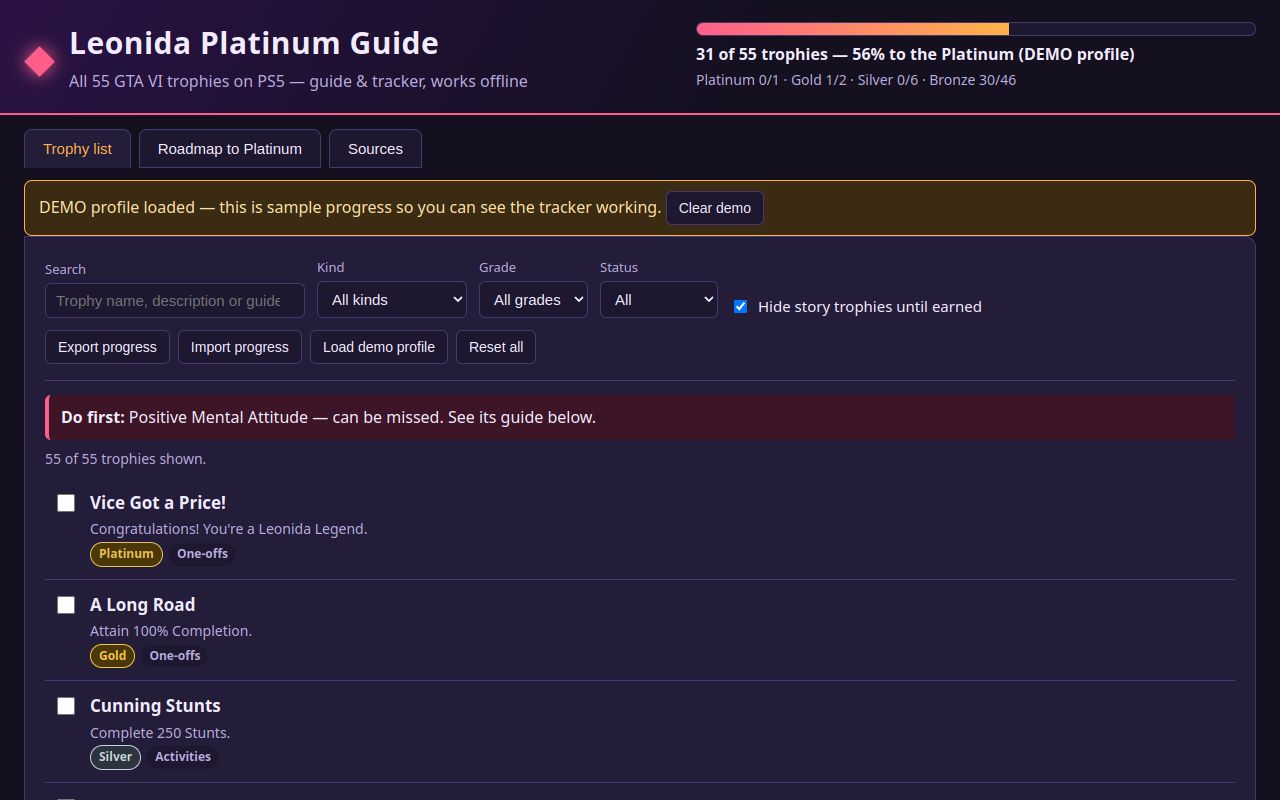 Leonida Platinum Guide
All 55 GTA VI trophies on PS5 — guide & tracker, works offline
31 of 55 trophies — 56% to the Platinum (DEMO profile)
Platinum 0/1 · Gold 1/2 · Silver 0/6 · Bronze 30/46
Trophy list
Roadmap to Platinum
Sources
DEMO profile loaded — this is sample progress so you can see the tracker working.
Clear demo
Search
Trophy name, description or guide
Kind
All kinds
Grade
All grades
Status
All
Hide story trophies until earned
Export progress
Import progress
Load demo profile
Reset all
Do first: Positive Mental Attitude — can be missed. See its guide below.
55 of 55 trophies shown.
Vice Got a Price!
Congratulations! You're a Leonida Legend.
Platinum
One-offs
A Long Road
Attain 100% Completion.
Gold
One-offs
Cunning Stunts
Complete 250 Stunts.
Silver
Activities